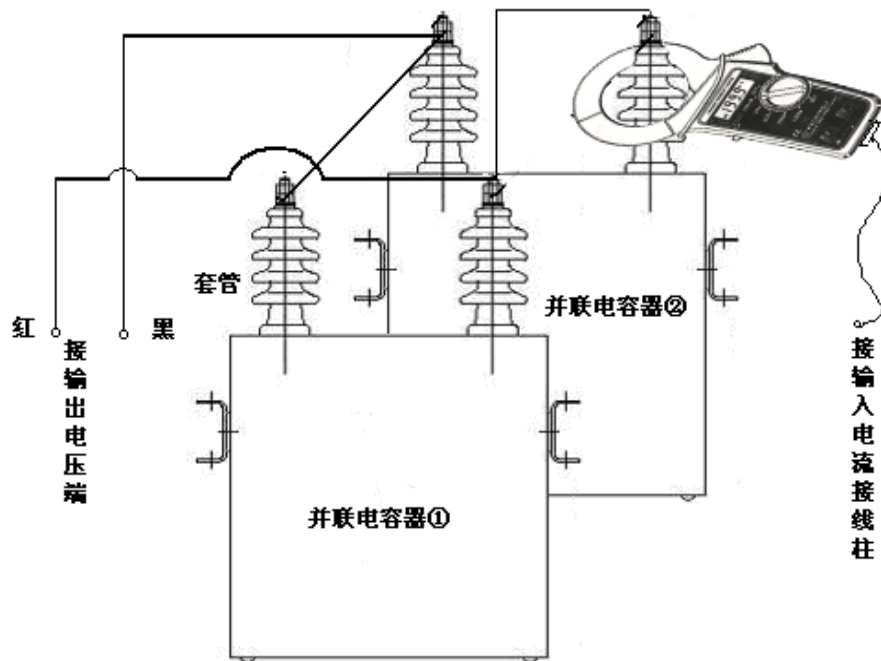 套管
并联电容器②
红
黑
接输出电压端
接输入电流接线柱
并联电容器①